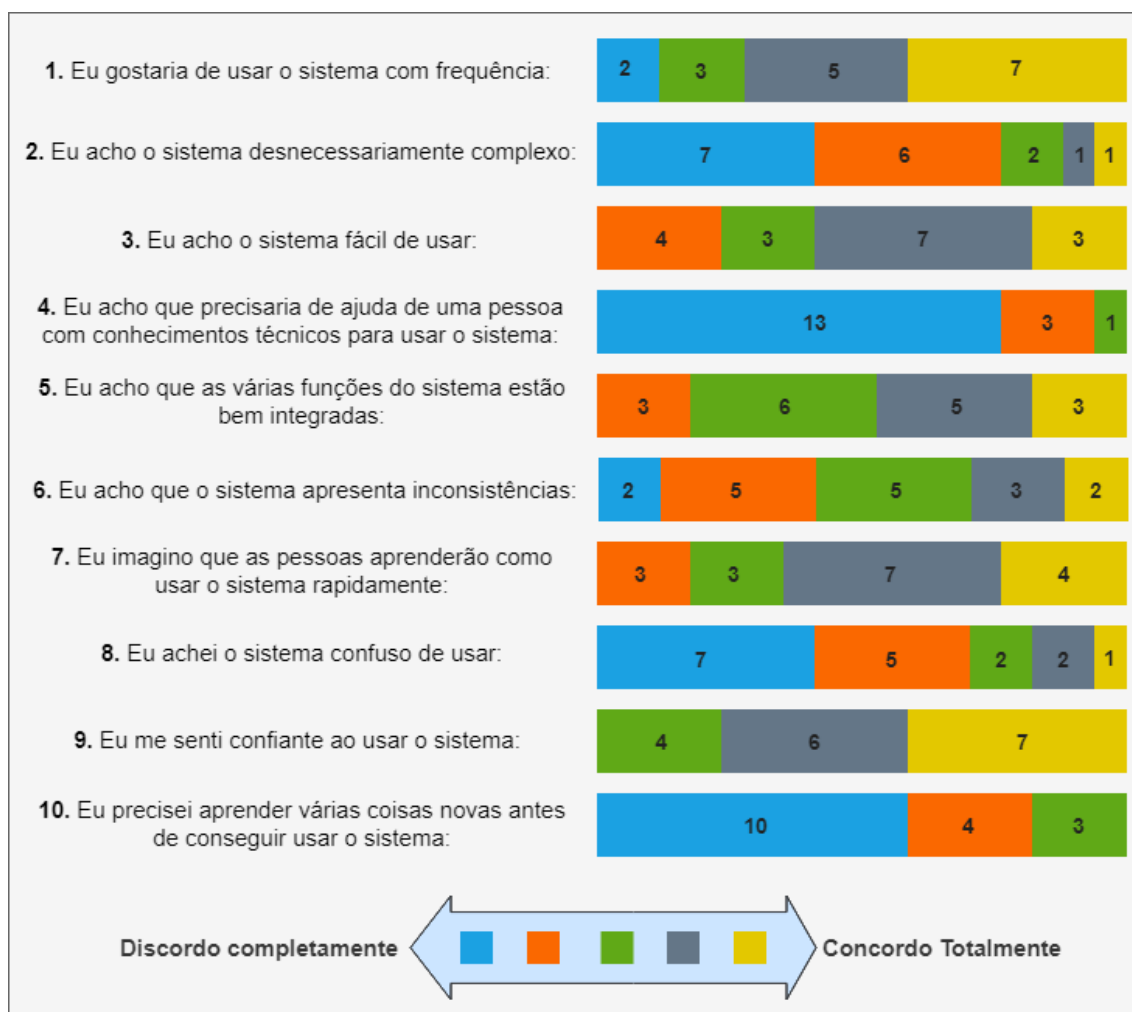 1. Eu gostaria de usar o sistema com frequência:
2 3 5 7
2. Eu acho o sistema desnecessariamente complexo:
7 6 2 1 1
3. Eu acho o sistema fácil de usar:
4 3 7 3
4. Eu acho que precisaria de ajuda de uma pessoa
com conhecimentos técnicos para usar o sistema:
13 3 1
5. Eu acho que as várias funções do sistema estão
bem integradas:
3 6 5 3
6. Eu acho que o sistema apresenta inconsistências:
2 5 5 3 2
7. Eu imagino que as pessoas aprenderão como
usar o sistema rapidamente:
3 3 7 4
8. Eu achei o sistema confuso de usar:
7 5 2 2 1
9. Eu me senti confiante ao usar o sistema:
4 6 7
10. Eu precisei aprender várias coisas novas antes
de conseguir usar o sistema:
10 4 3
Discordo completamente
Concordo Totalmente